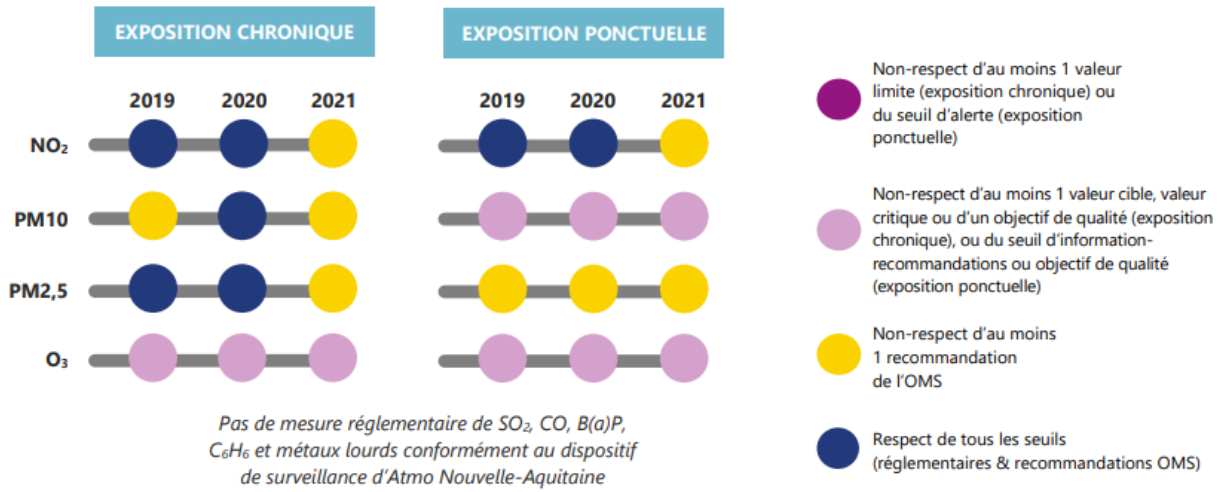 EXPOSITION CHRONIQUE
EXPOSITION PONCTUELLE
2019 2020 2021
2019 2020 2021
NO₂
PM10
PM2,5
O₃
Pas de mesure réglementaire de SO₂, CO, B(a)P,
C₆H₆ et métaux lourds conformément au dispositif
de surveillance d'Atmo Nouvelle-Aquitaine
Non-respect d'au moins 1 valeur
limite (exposition chronique) ou
du seuil d'alerte (exposition
ponctuelle)
Non-respect d'au moins 1 valeur cible, valeur
critique ou d'un objectif de qualité (exposition
chronique), ou du seuil d'information-
recommandations ou objectif de qualité
(exposition ponctuelle)
Non-respect d'au moins
1 recommandation
de l'OMS
Respect de tous les seuils
(réglementaires & recommandations OMS)